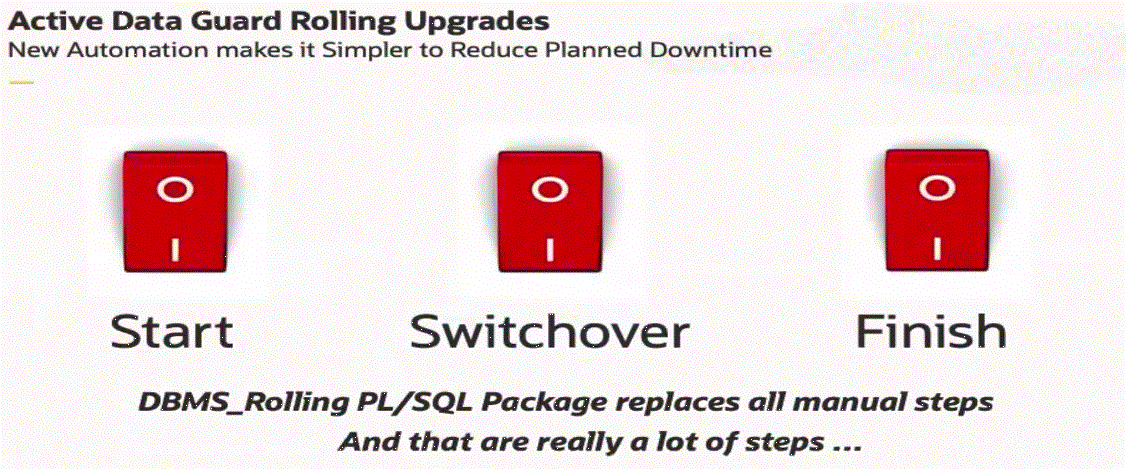 Active Data Guard Rolling Upgrades
New Automation makes it Simpler to Reduce Planned Downtime
Start Switchover Finish
DBMS_Rolling PL/SQL Package replaces all manual steps
And that are really a lot of steps ...